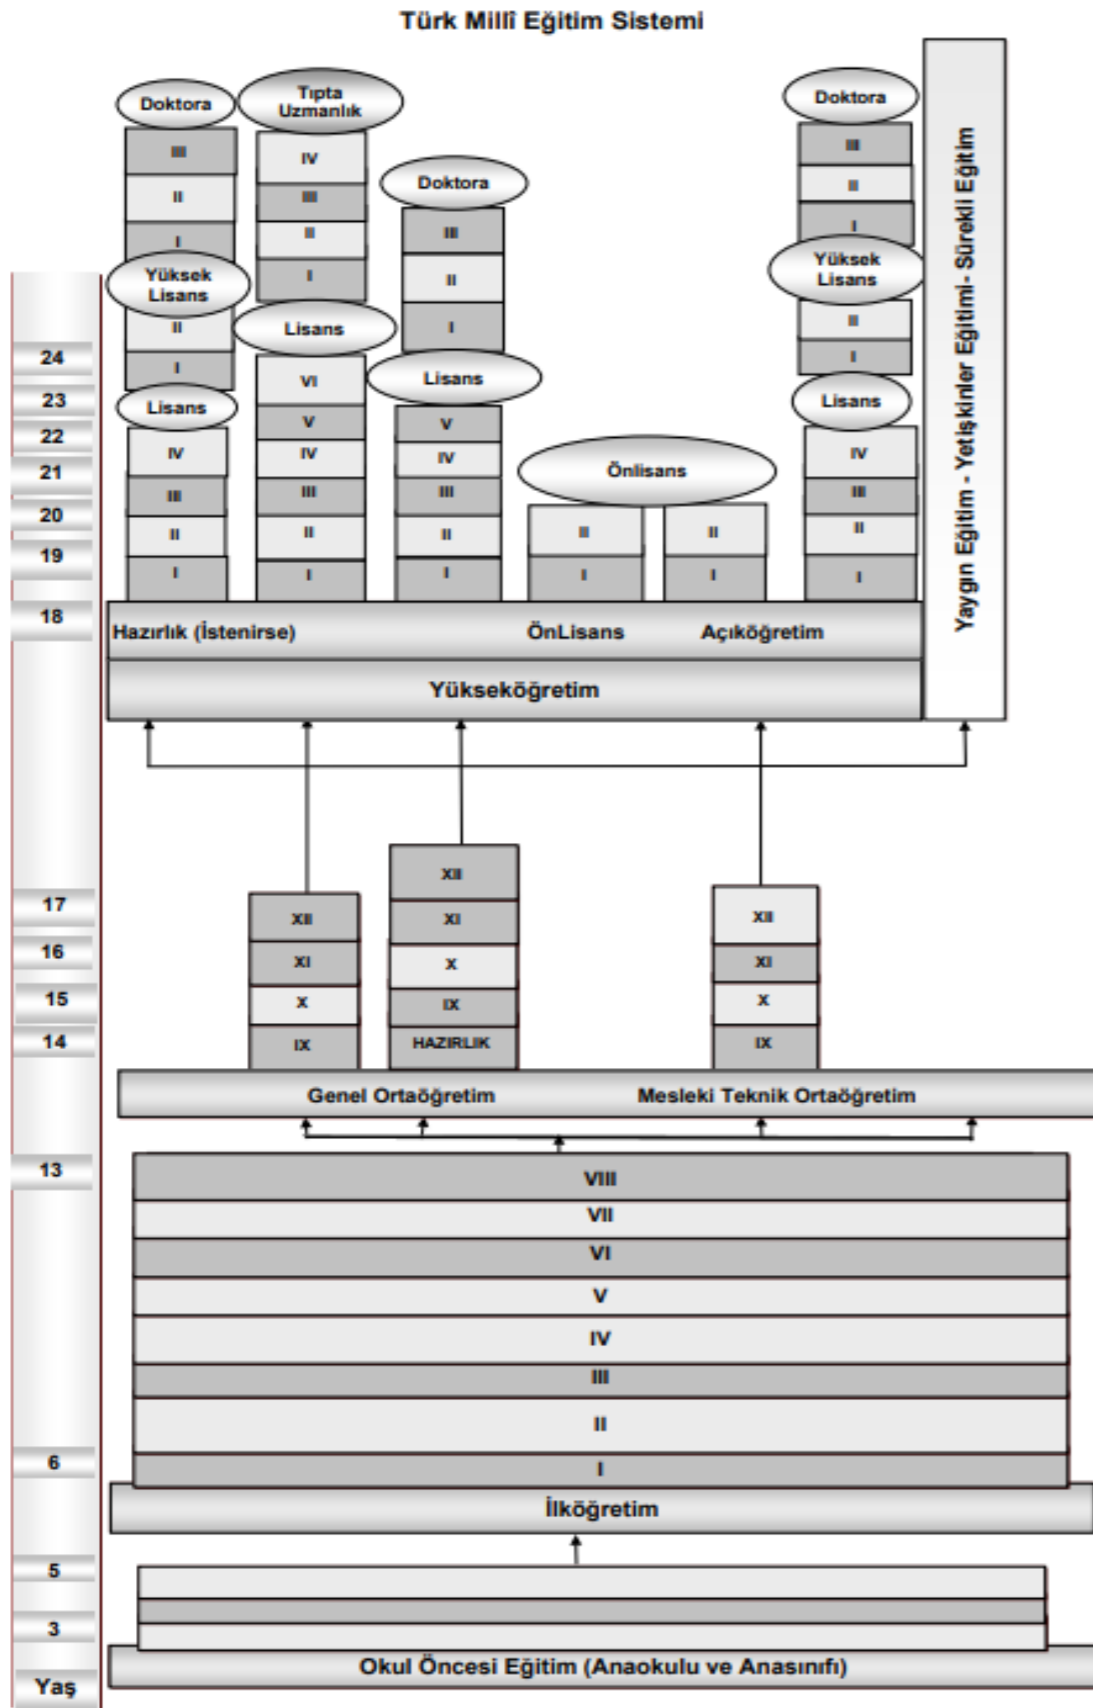 Türk Millî Eğitim Sistemi
Doktora
Tıpta
Uzmanlık
Doktora
III
IV
III
II
III
Doktora
II
I
II
III
I
Yüksek
Lisans
I
II
Yüksek
Lisans
II
Lisans
I
II
24
I
VI
Lisans
I
23
Lisans
V
V
Lisans
22
IV
IV
IV
Önlisans
IV
21
III
III
III
III
20
II
II
II
II
II
II
19
I
I
I
I
I
I
18
Hazırlık (İstenirse)
ÖnLisans
Açıköğretim
Yükseköğretim
Yaygın Eğitim - Yetişkinler Eğitimi- Sürekli Eğitim
XII
17
XII
XI
XII
16
XI
X
XI
15
X
IX
X
14
IX
HAZIRLIK
IX
Genel Ortaöğretim
Mesleki Teknik Ortaöğretim
13
VIII
VII
VI
V
IV
III
II
6
I
İlköğretim
5
3
Okul Öncesi Eğitim (Anaokulu ve Anasınıfı)
Yaş